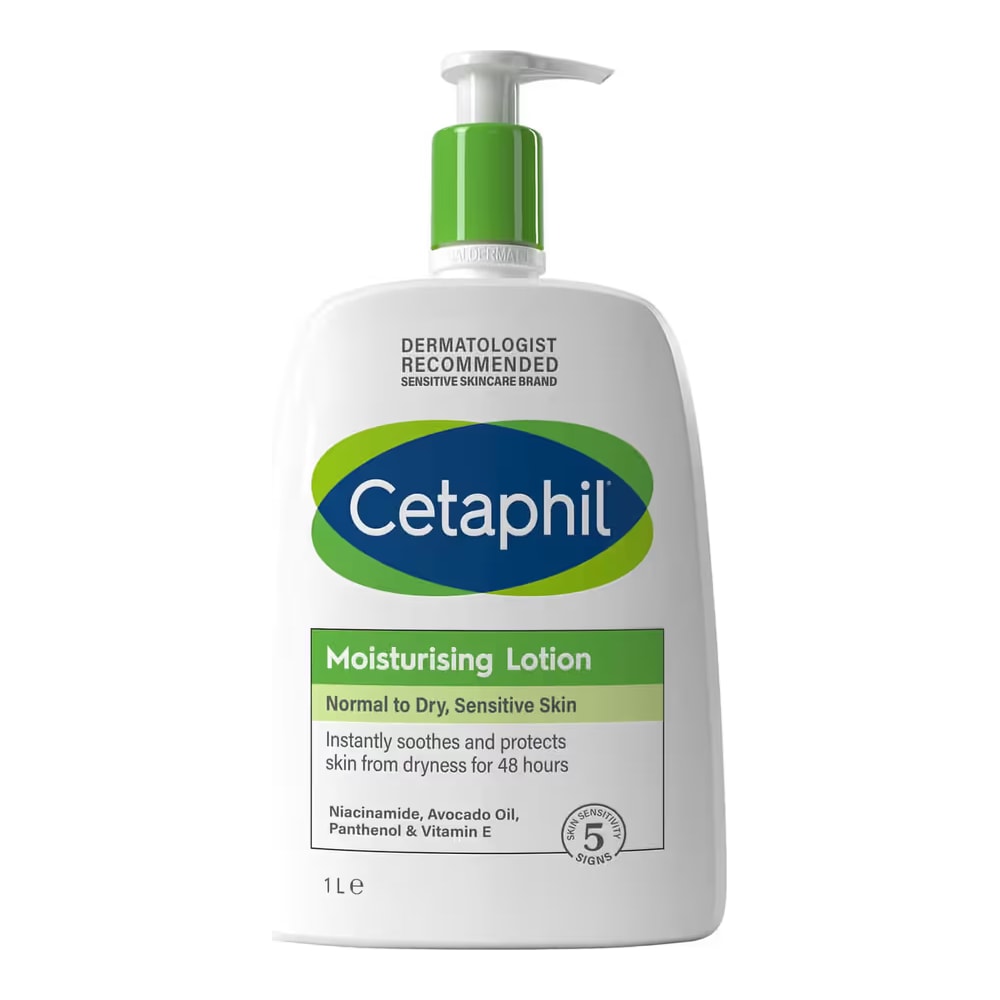 DERMATOLOGIST
RECOMMENDED
SENSITIVE SKINCARE BRAND
Cetaphil
Moisturising Lotion
Normal to Dry, Sensitive Skin
Instantly soothes and protects
skin from dryness for 48 hours
Niacinamide, Avocado Oil,
Panthenol & Vitamin E
SKIN SENSITIVITY
5
SIGNS
1 L ℮